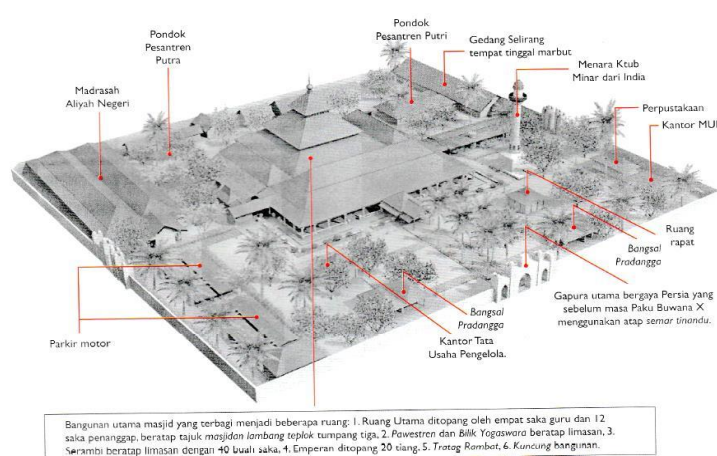 Pondok
Pesantren Putri
Gedang Selirang
tempat tinggal marbut
Pondok
Pesantren
Putra
Menara Ktub
Minar dari India
Madrasah
Aliyah Negeri
Perpustakaan
Kantor MUI
Ruang
rapat
Bangsal
Pradangga
Gapura utama bergaya Persia yang
sebelum masa Paku Buwana X
menggunakan atap semar tinandu.
Bangsal
Pradangga
Kantor Tata
Usaha Pengelola.
Parkir motor
Bangunan utama masjid yang terbagi menjadi beberapa ruang: 1. Ruang Utama ditopang oleh empat saka guru dan 12
saka penanggap, beratap tajuk masjidan lambang teplok tumpang tiga, 2. Pawestren dan Bilik Yogaswara beratap limasan, 3.
Serambi beratap limasan dengan 40 buah saka, 4. Emperan ditopang 20 tiang. 5. Tratag Rambat, 6. Kuncung bangunan.